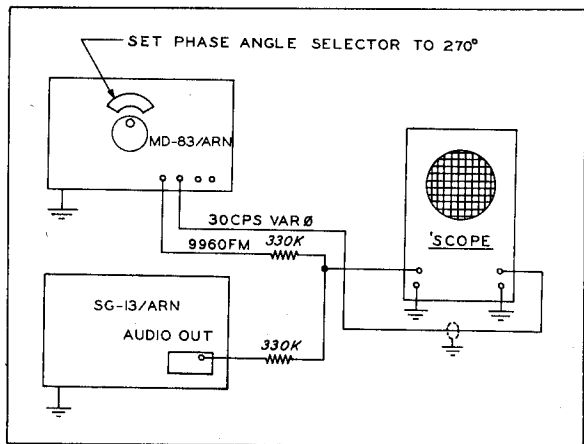 SET PHASE ANGLE SELECTOR TO 270°
MD-83/ARN
30CPS VAR Ø
9960FM 330K
'SCOPE
SG-13/ARN
AUDIO OUT
330K